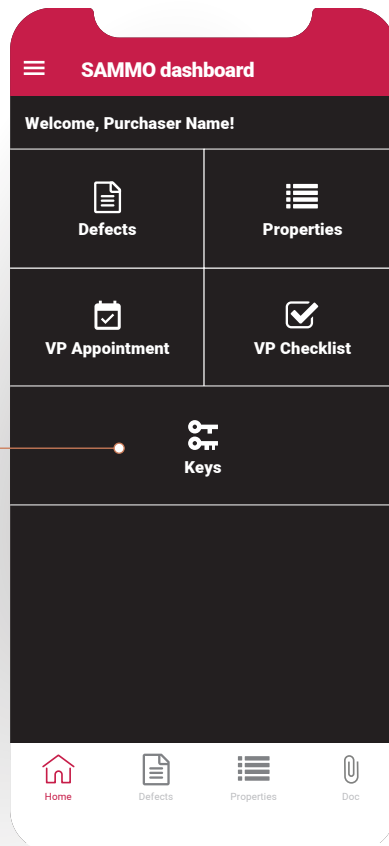 SAMMO dashboard
Welcome, Purchaser Name!
Defects
Properties
VP Appointment
VP Checklist
Keys
Home
Defects
Properties
Doc